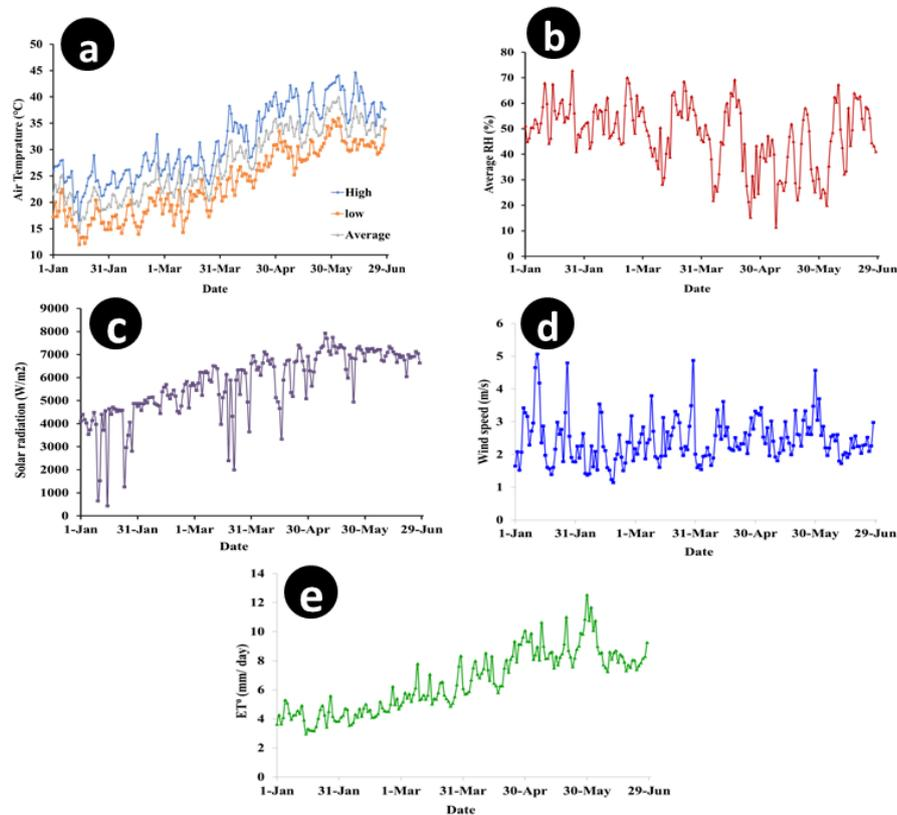 a
50
45
40
35
30
25
20
15
10
Air Temprature (°C)
High
low
Average
1-Jan 31-Jan 1-Mar 31-Mar 30-Apr 30-May 29-Jun
Date
b
80
70
60
50
40
30
20
10
0
Average RH (%)
1-Jan 31-Jan 1-Mar 31-Mar 30-Apr 30-May 29-Jun
Date
c
9000
8000
7000
6000
5000
4000
3000
2000
1000
0
Solar radiation (W/m2)
1-Jan 31-Jan 1-Mar 31-Mar 30-Apr 30-May 29-Jun
Date
d
6
5
4
3
2
1
0
Wind speed (m/s)
1-Jan 31-Jan 1-Mar 31-Mar 30-Apr 30-May 29-Jun
Date
e
14
12
10
8
6
4
2
0
ET° (mm/ day)
1-Jan 31-Jan 1-Mar 31-Mar 30-Apr 30-May 29-Jun
Date